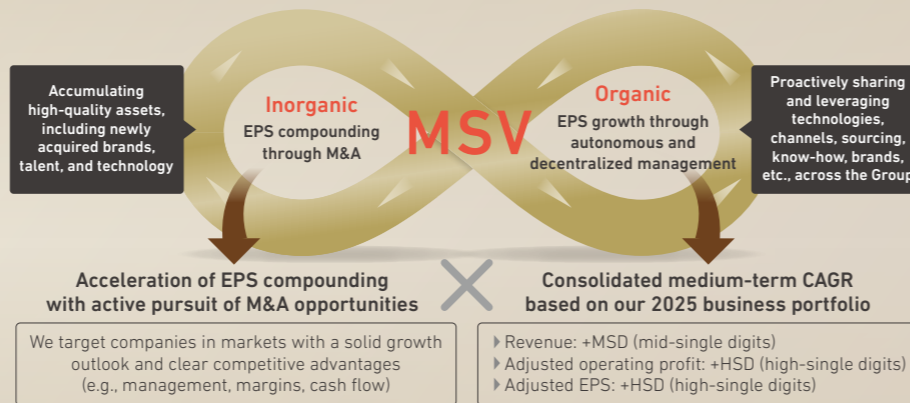 Accumulating
high-quality assets,
including newly
acquired brands,
talent, and technology
Inorganic
EPS compounding
through M&A
MSV
Organic
EPS growth through
autonomous and
decentralized management
Proactively sharing
and leveraging
technologies,
channels, sourcing,
know-how, brands,
etc., across the Group
Acceleration of EPS compounding
with active pursuit of M&A opportunities
We target companies in markets with a solid growth
outlook and clear competitive advantages
(e.g., management, margins, cash flow)
Consolidated medium-term CAGR
based on our 2025 business portfolio
Revenue: +MSD (mid-single digits)
Adjusted operating profit: +HSD (high-single digits)
Adjusted EPS: +HSD (high-single digits)